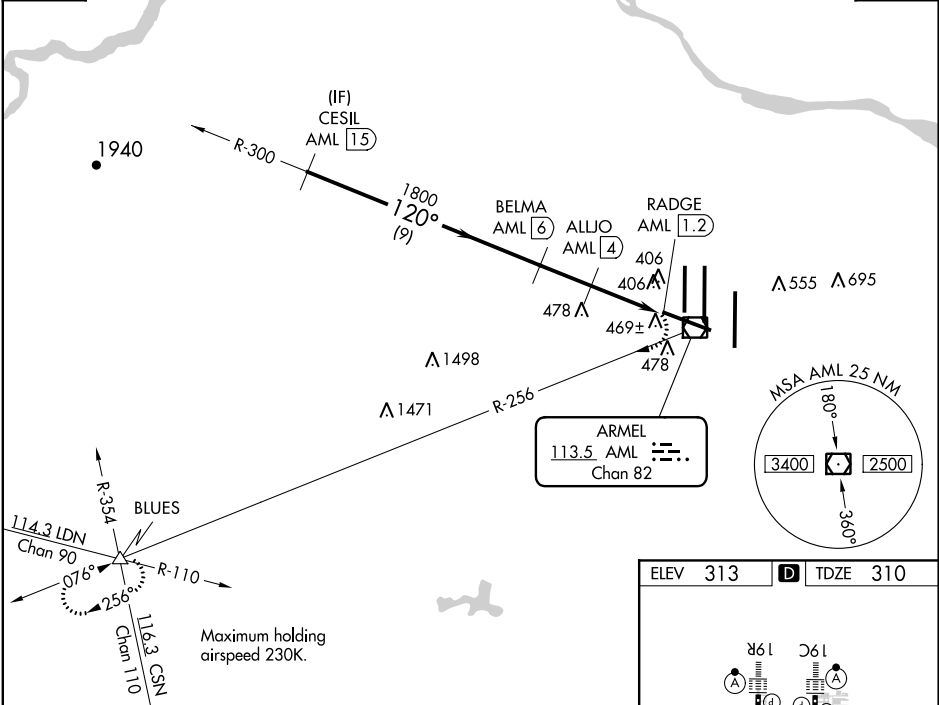 (IF)
CESIL
AML 15
R-300
1940
1800
120°
(9)
BELMA
AML 6
ALLJO
AML 4
RADGE
AML 1.2
406
406
478
469±
478
555
695
1498
1471
R-256
ARMEL
113.5 AML
Chan 82
MSA AML 25 NM
180°
3400
2500
360°
R-354
BLUES
114.3 LDN
Chan 90
076°
R-110
256°
116.3 CSN
Chan 110
Maximum holding
airspeed 230K.
ELEV 313 D TDZE 310
19R
19C
A
A
P